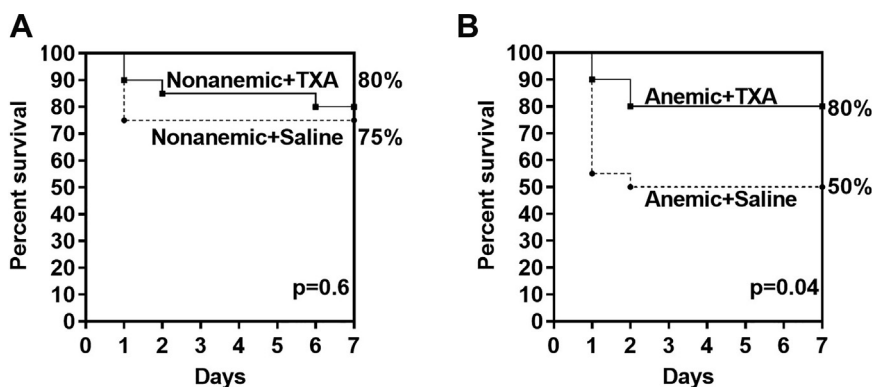 A
Percent survival
100
90
80
70
60
50
40
30
20
10
0
Nonanemic+TXA
80%
Nonanemic+Saline
75%
p=0.6
0 1 2 3 4 5 6 7
Days
B
Percent survival
100
90
80
70
60
50
40
30
20
10
0
Anemic+TXA
80%
50%
Anemic+Saline
p=0.04
0 1 2 3 4 5 6 7
Days